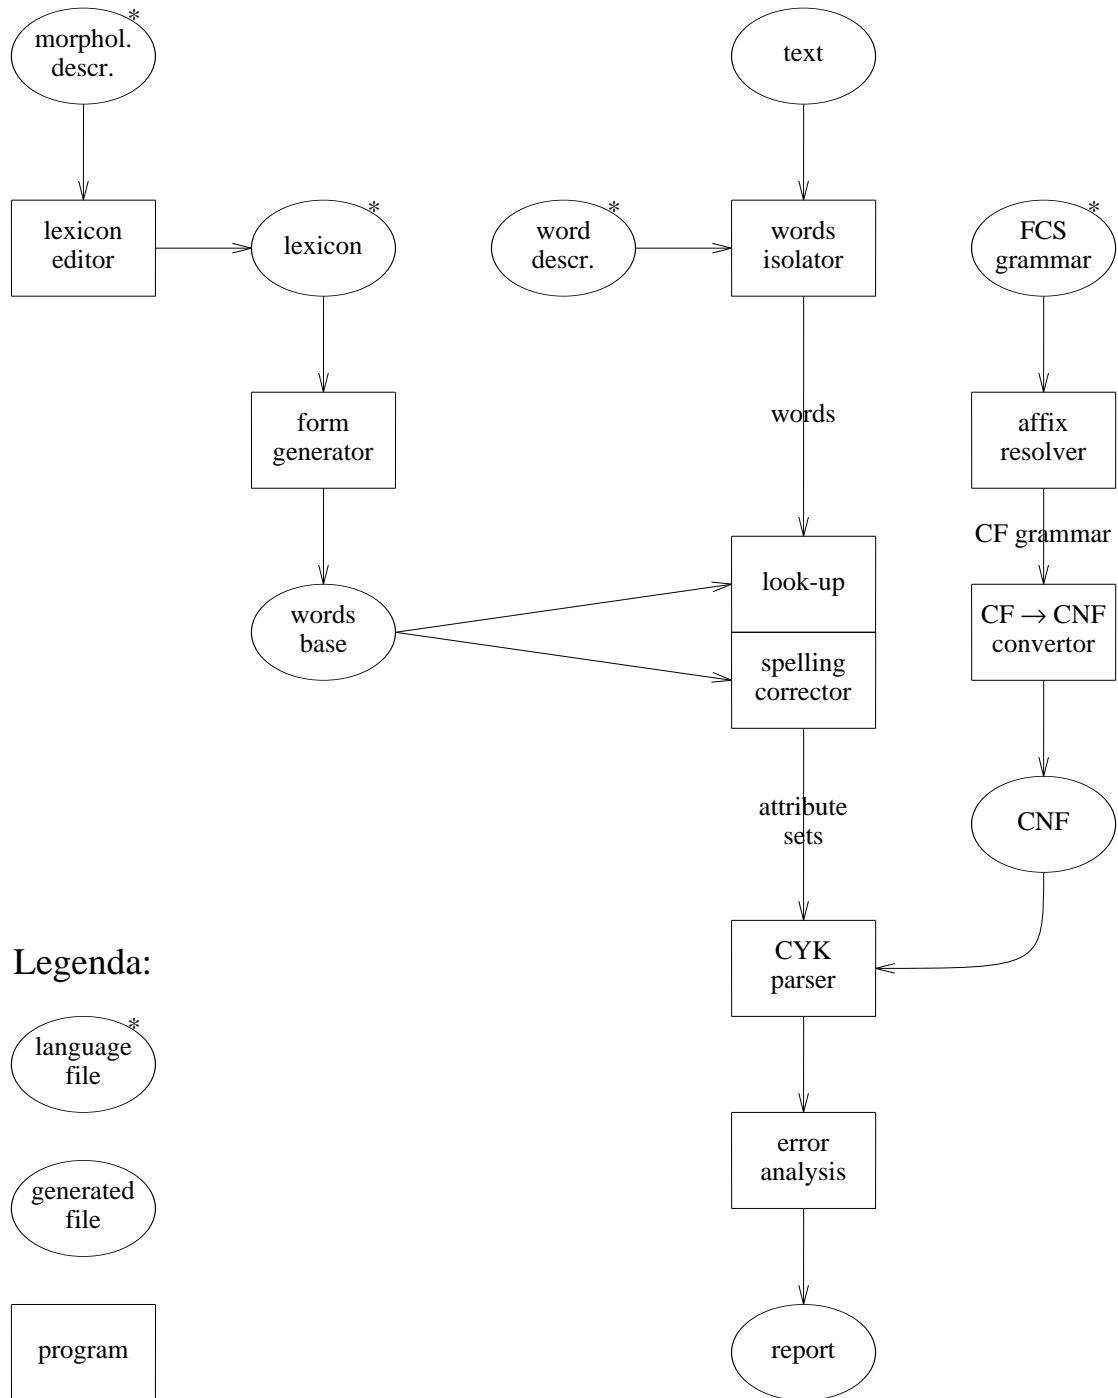 *
morphol.
descr.
text
lexicon
editor
*
lexicon
*
word
descr.
words
isolator
*
FCS
grammar
form
generator
words
affix
resolver
CF grammar
words
base
look-up
spelling
corrector
CF → CNF
convertor
attribute
sets
CNF
CYK
parser
Legenda:
*
language
file
error
analysis
generated
file
program
report